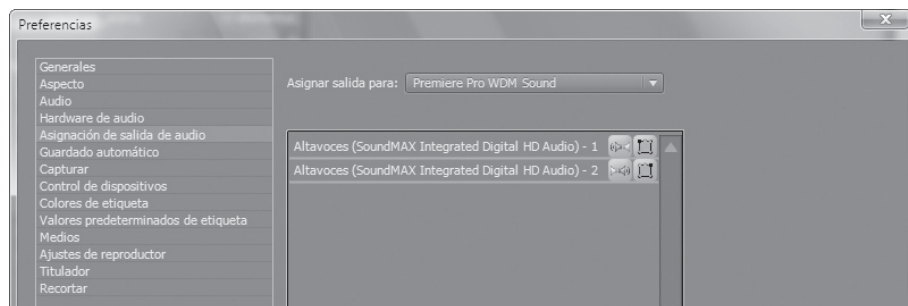 Preferencias
Generales
Aspecto
Audio
Hardware de audio
Asignación de salida de audio
Guardado automático
Capturar
Control de dispositivos
Colores de etiqueta
Valores predeterminados de etiqueta
Medios
Ajustes de reproductor
Titulador
Recortar
Asignar salida para: Premiere Pro WDM Sound
Altavoces (SoundMAX Integrated Digital HD Audio) - 1
Altavoces (SoundMAX Integrated Digital HD Audio) - 2